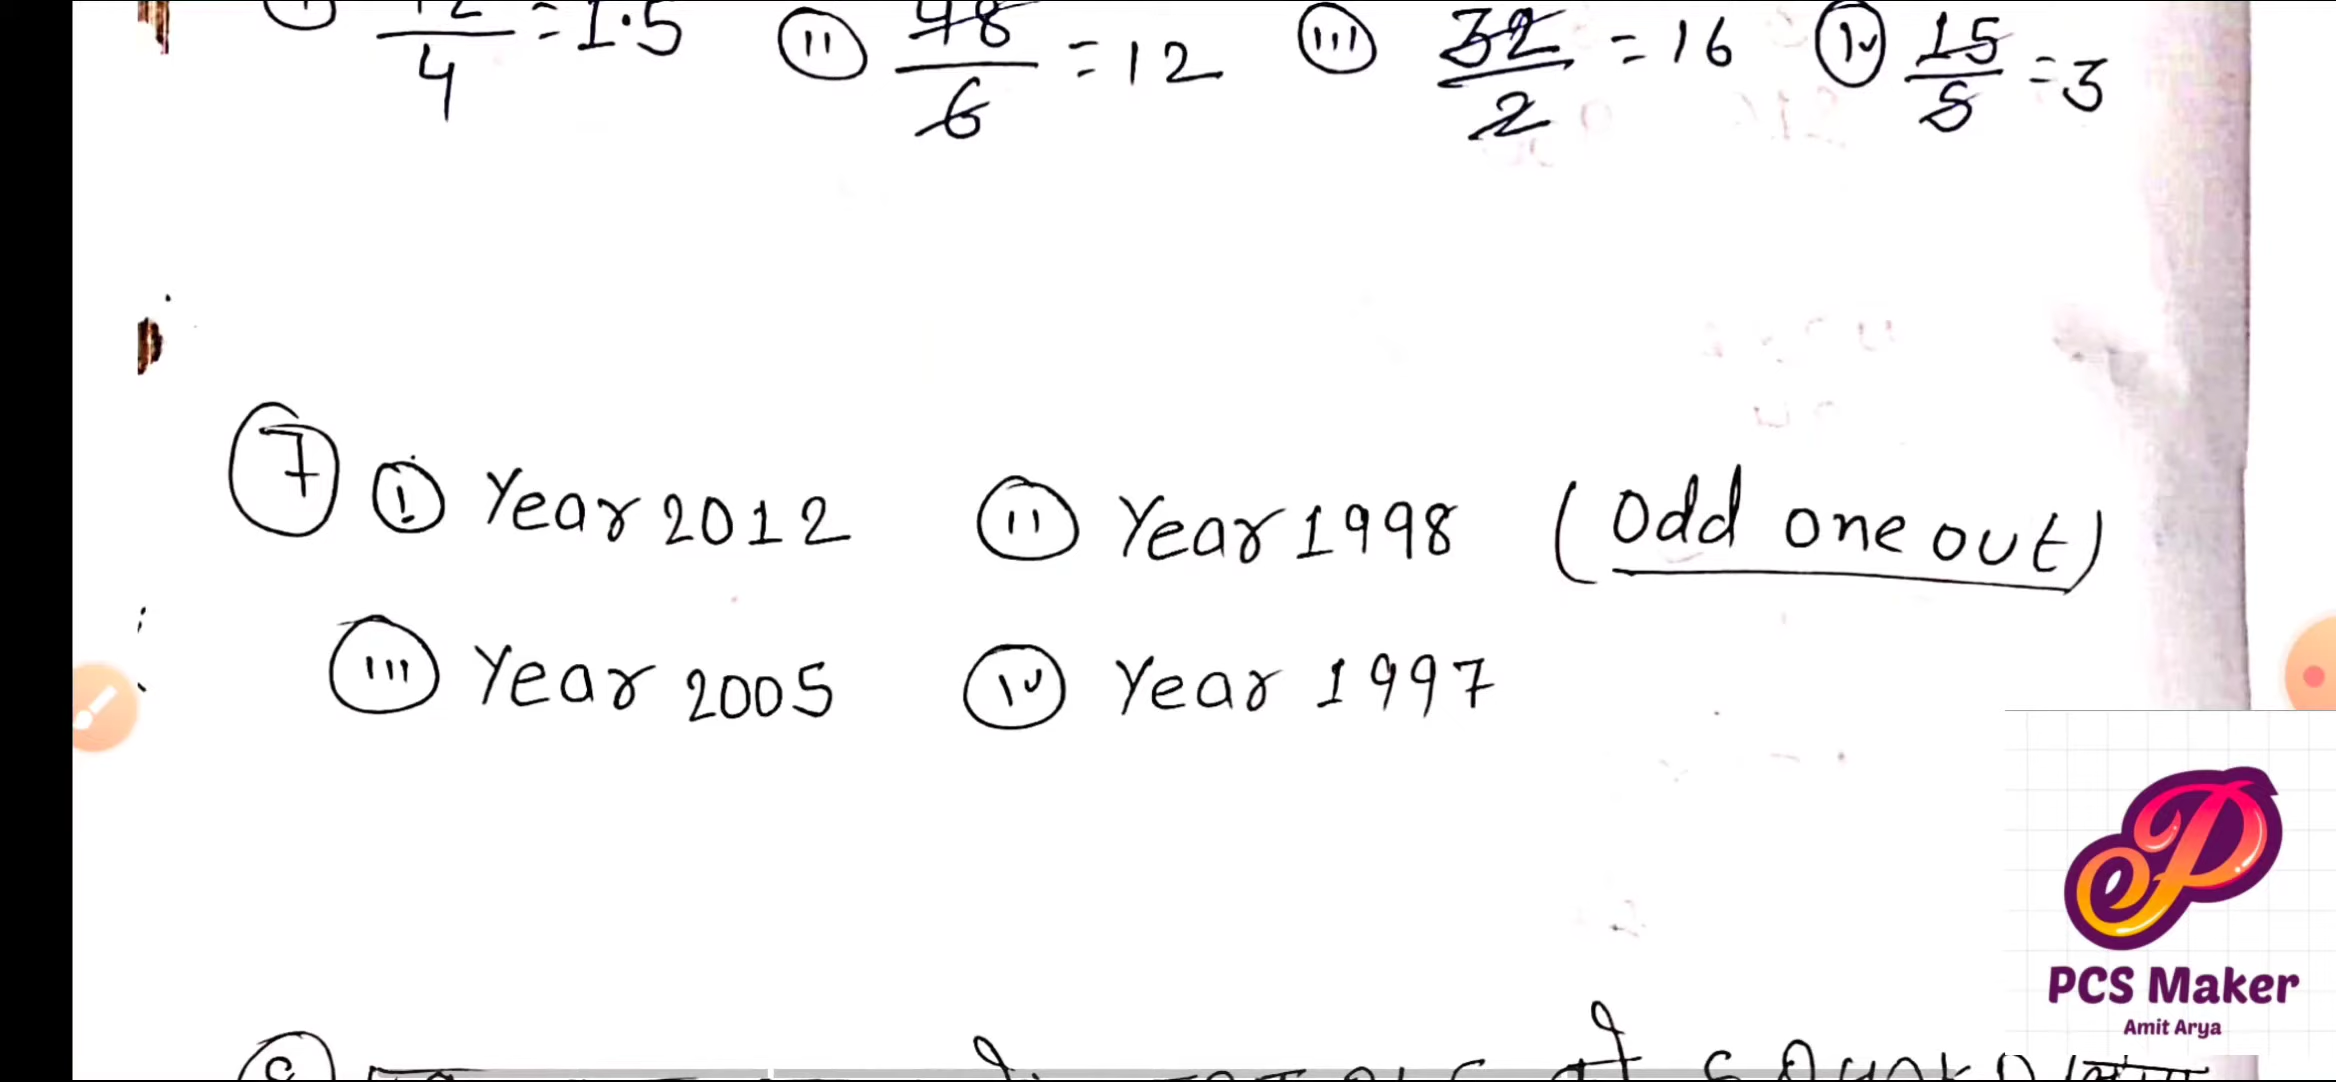 4 = 1.5 (ii) 48/6 = 12 (iii) 32/2 = 16 (iv) 15/5 = 3
7 (i) Year 2012 (ii) Year 1998 (Odd one out)
(iii) Year 2005 (iv) Year 1997
PCS Maker
Amit Arya